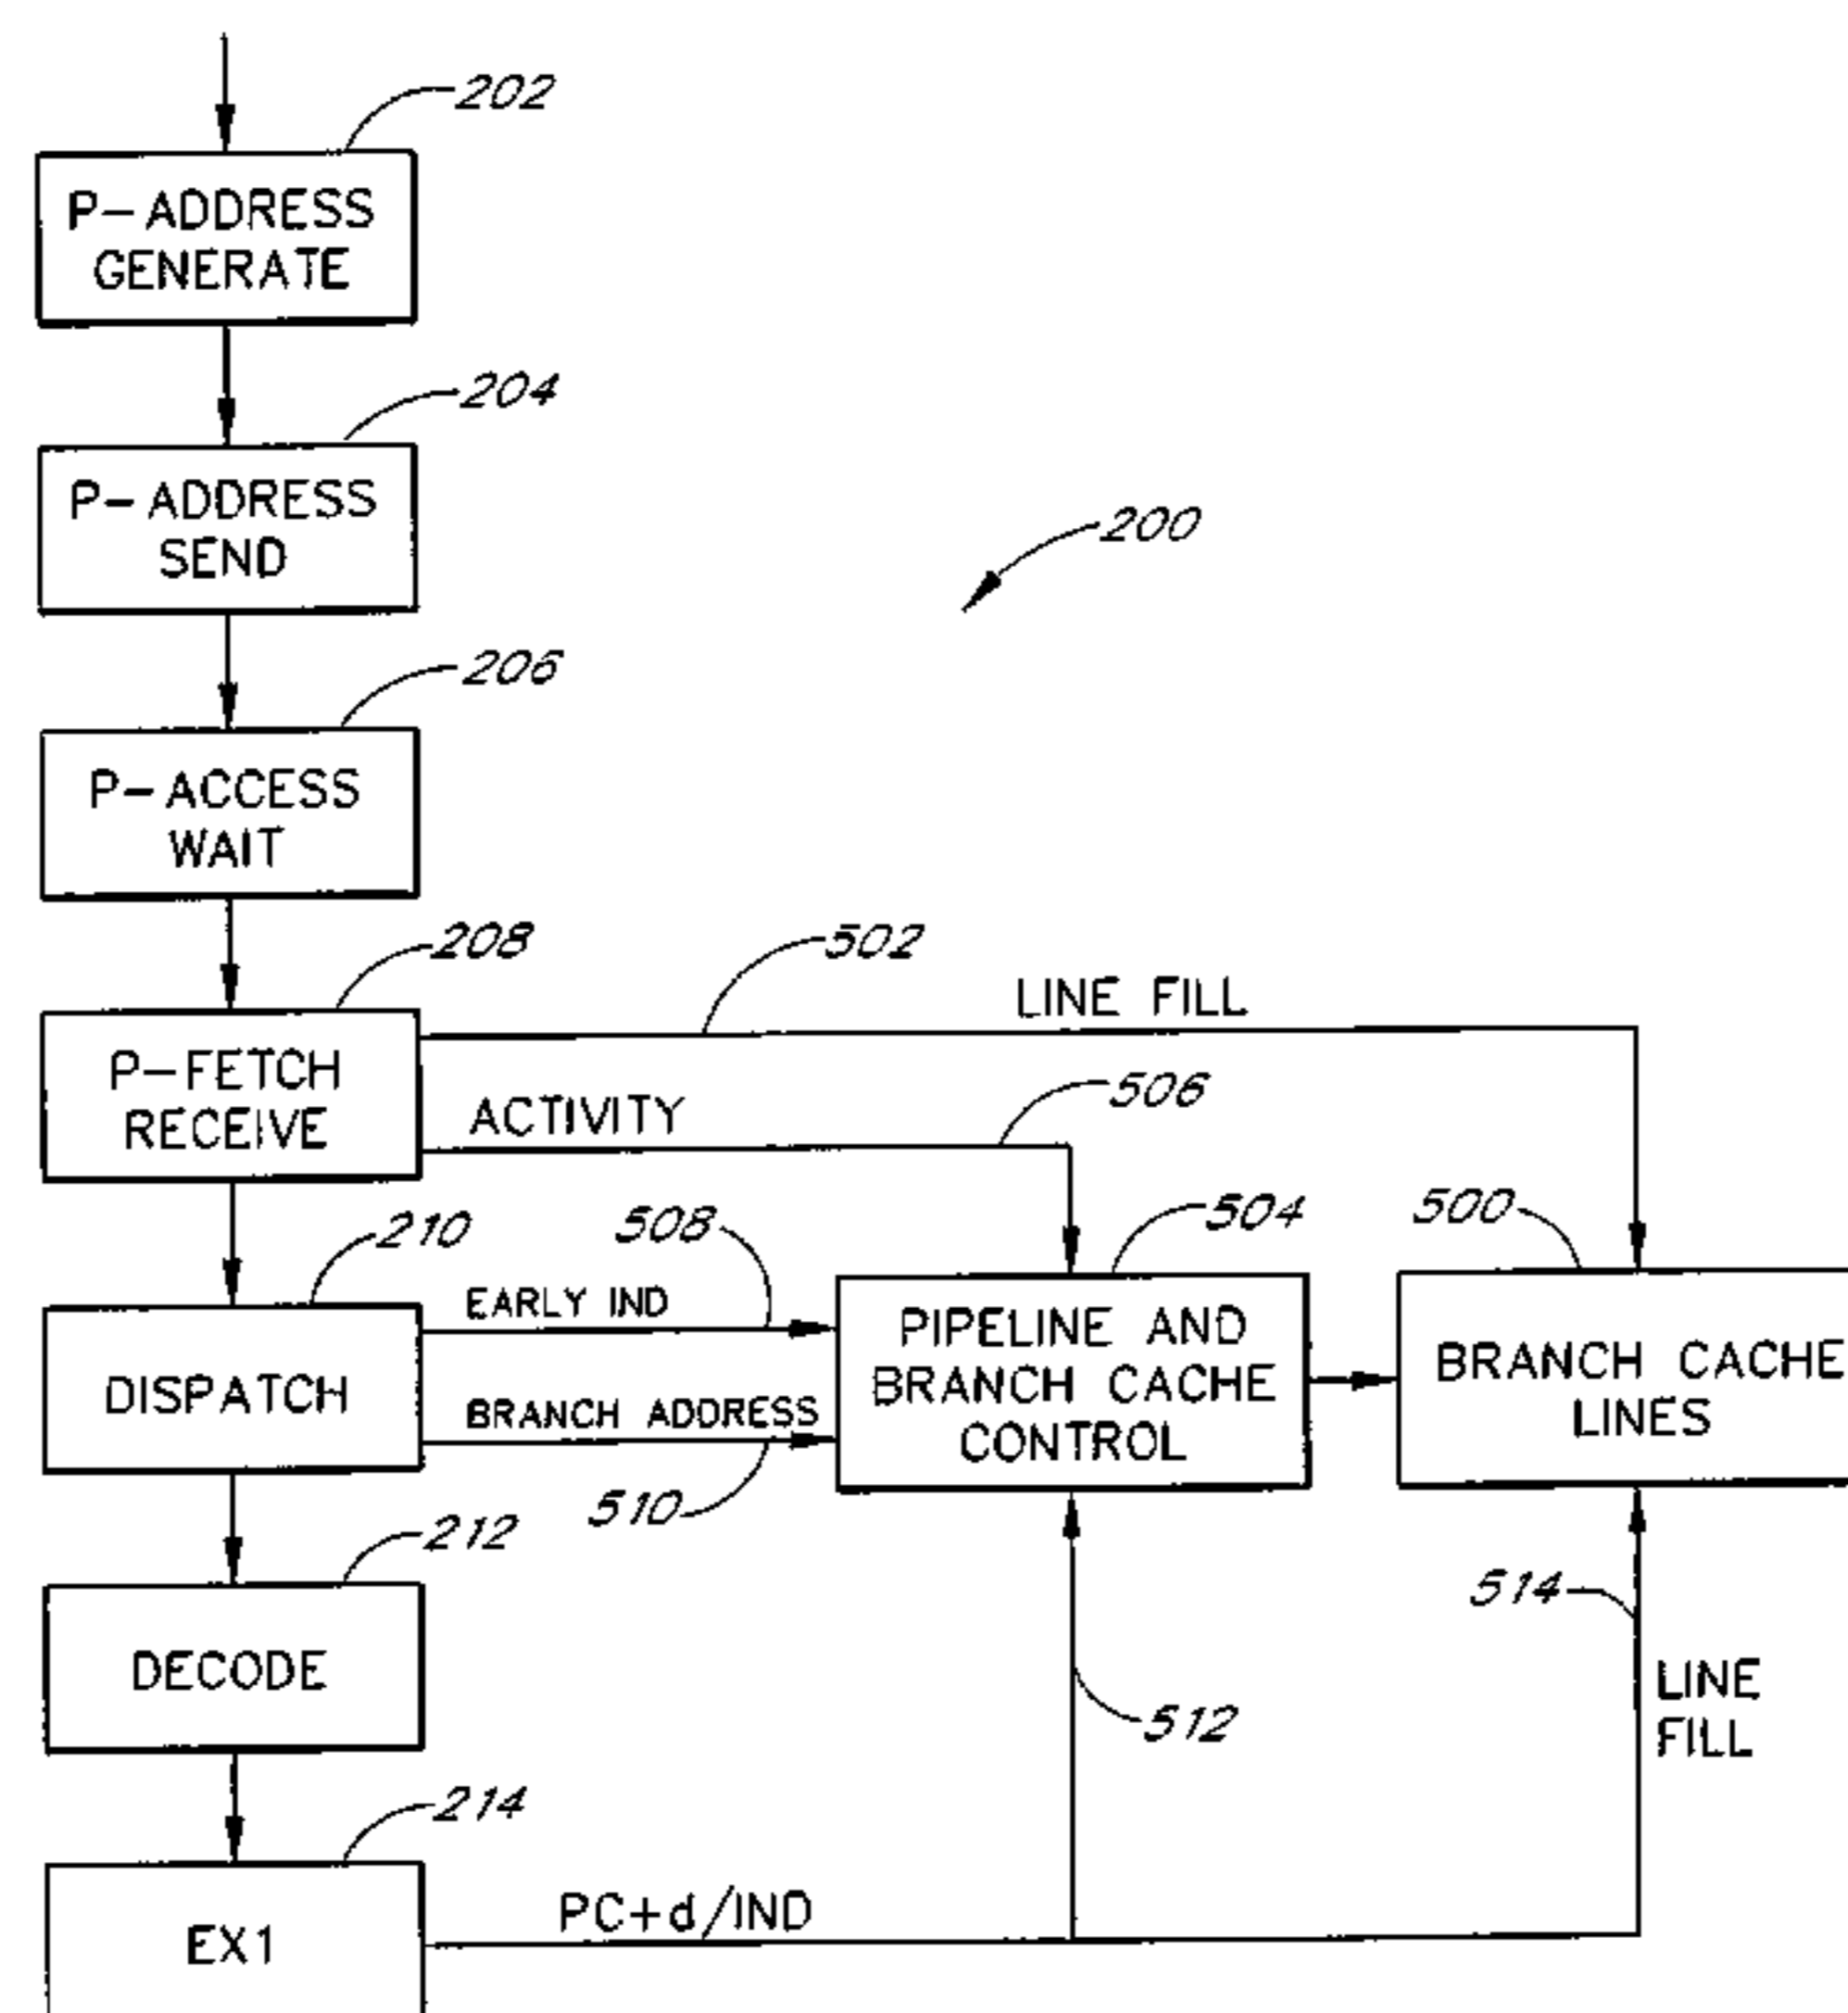 202
P-ADDRESS
GENERATE
204
P-ADDRESS
SEND
200
206
P-ACCESS
WAIT
208
502
LINE FILL
P-FETCH
RECEIVE
ACTIVITY
506
210
508
504
500
DISPATCH
EARLY IND
BRANCH ADDRESS
510
PIPELINE AND
BRANCH CACHE
CONTROL
BRANCH CACHE
LINES
212
DECODE
512
514
LINE
FILL
214
EX1
PC+d/IND